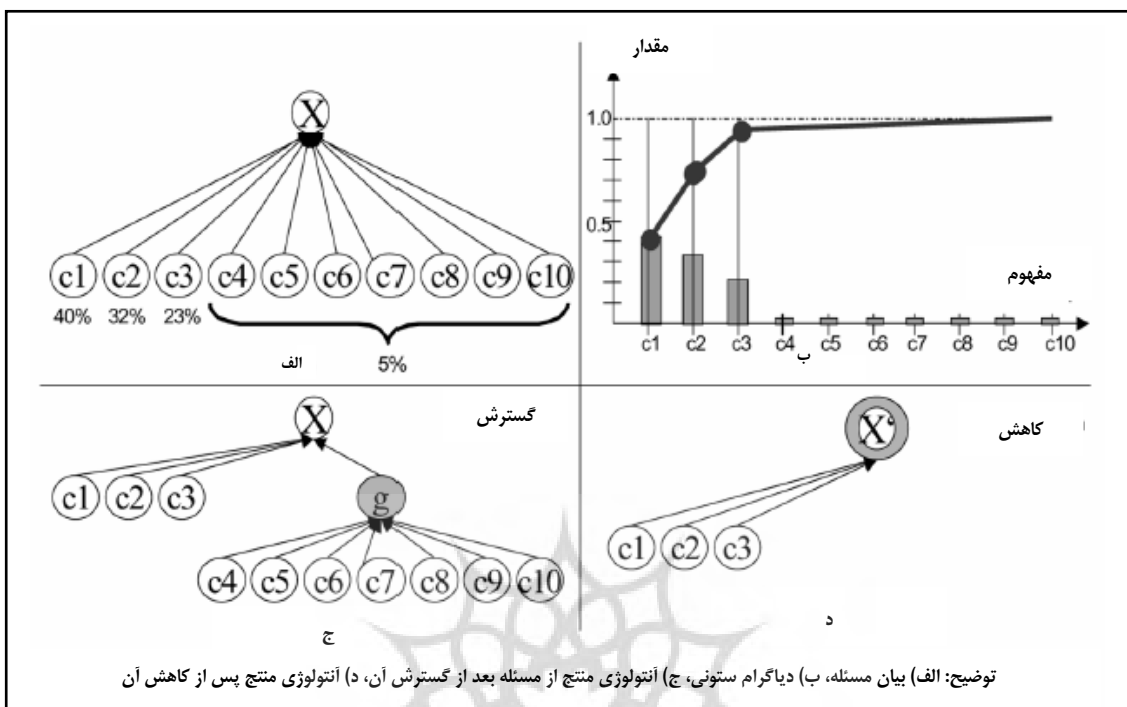 X
c1 c2 c3 c4 c5 c6 c7 c8 c9 c10
40% 32% 23%
5%
الف
مقدار
1.0
0.5
مفهوم
c1 c2 c3 c4 c5 c6 c7 c8 c9 c10
ب
گسترش
X
c1 c2 c3
g
c4 c5 c6 c7 c8 c9 c10
ج
کاهش
X‘
c1 c2 c3
د
توضیح: الف) بیان مسئله، ب) دیاگرام ستونی، ج) آنتولوژی منتج از مسئله بعد از گسترش آن، د) آنتولوژی منتج پس از کاهش آن